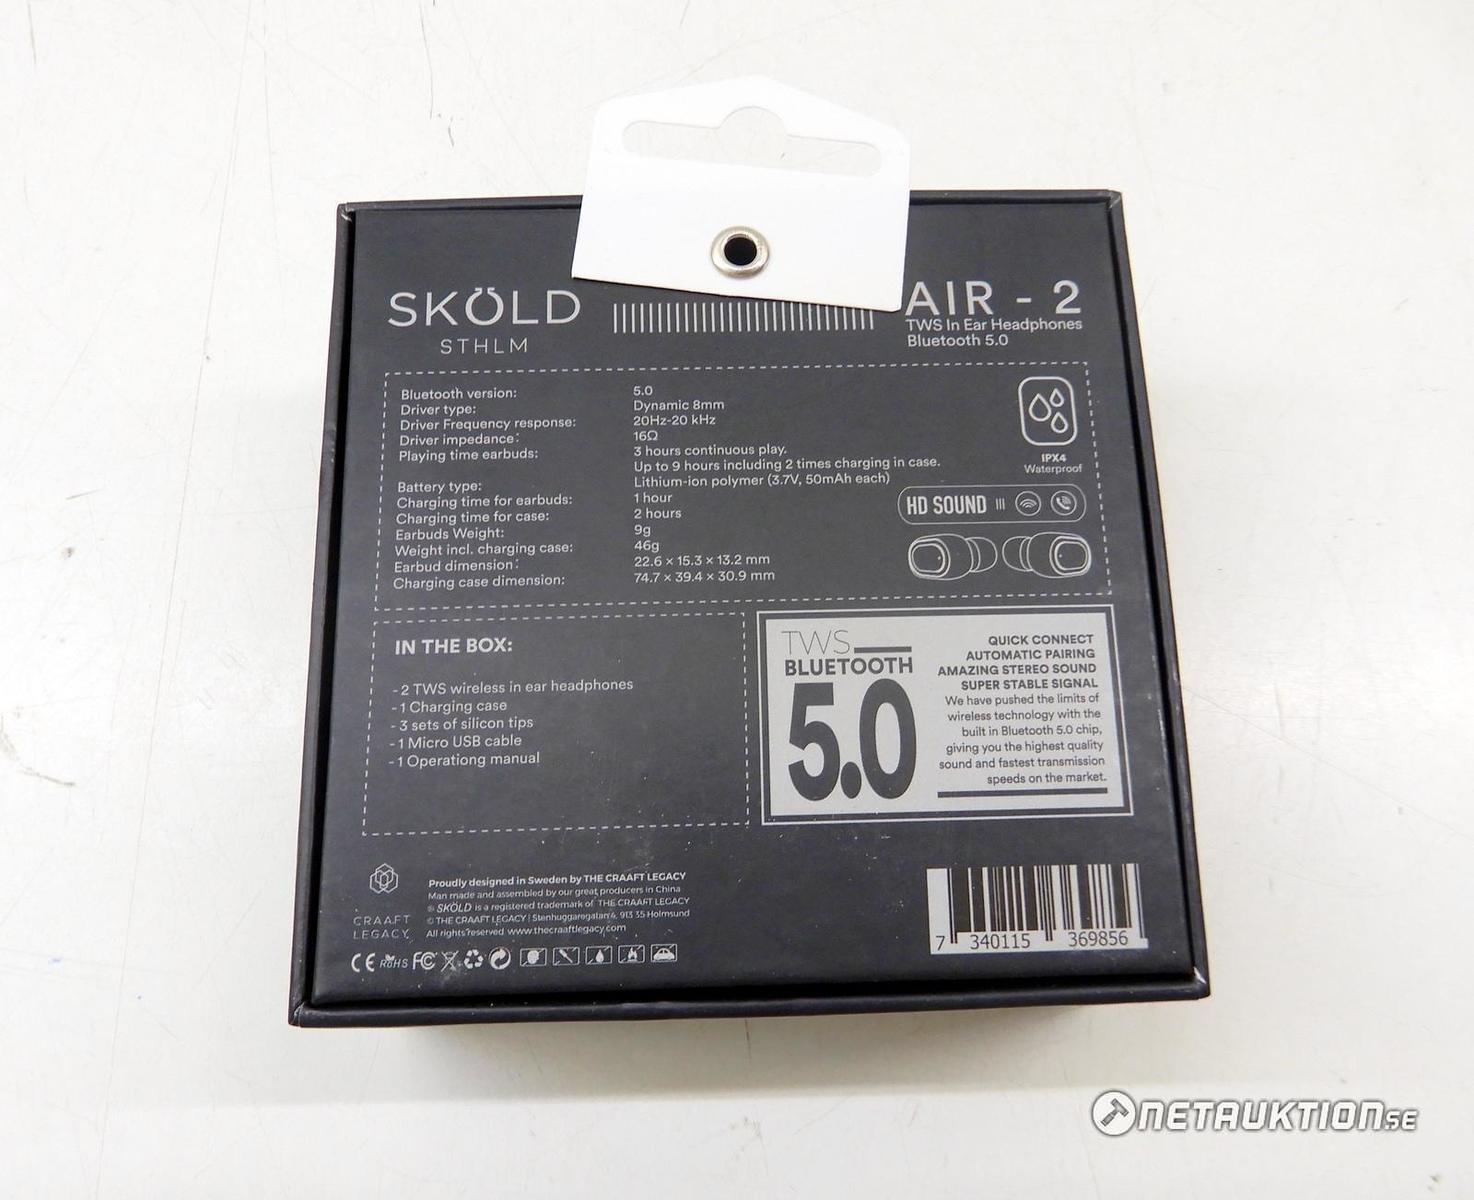 SKÖLD
STHLM
AIR - 2
TWS In Ear Headphones
Bluetooth 5.0
Bluetooth version: 5.0
Driver type: Dynamic 8mm
Driver Frequency response: 20Hz-20 kHz
Driver impedance: 16Ω
Playing time earbuds: 3 hours continuous play.
Up to 9 hours including 2 times charging in case.
Battery type: Lithium-ion polymer (3.7V, 50mAh each)
Charging time for earbuds: 1 hour
Charging time for case: 2 hours
Earbuds Weight: 9g
Weight incl. charging case: 46g
Earbud dimension: 22.6 x 15.3 x 13.2 mm
Charging case dimension: 74.7 x 39.4 x 30.9 mm
IPX4
Waterproof
HD SOUND
IN THE BOX:
- 2 TWS wireless in ear headphones
- 1 Charging case
- 3 sets of silicon tips
- 1 Micro USB cable
- 1 Operationg manual
TWS
BLUETOOTH
5.0
QUICK CONNECT
AUTOMATIC PAIRING
AMAZING STEREO SOUND
SUPER STABLE SIGNAL
We have pushed the limits of
wireless technology with the
built in Bluetooth 5.0 chip,
giving you the highest quality
sound and fastest transmission
speeds on the market.
CRAAFT
LEGACY
Proudly designed in Sweden by THE CRAAFT LEGACY
Man made and assembled by our great producers in China
® SKÖLD is a registered trademark of THE CRAAFT LEGACY
© THE CRAAFT LEGACY | Stenhuggaregatan 4, 913 35 Holmsund
All rights reserved www.thecraaftlegacy.com
CE RoHS FC
7 340115 369856
NETAUKTION.SE